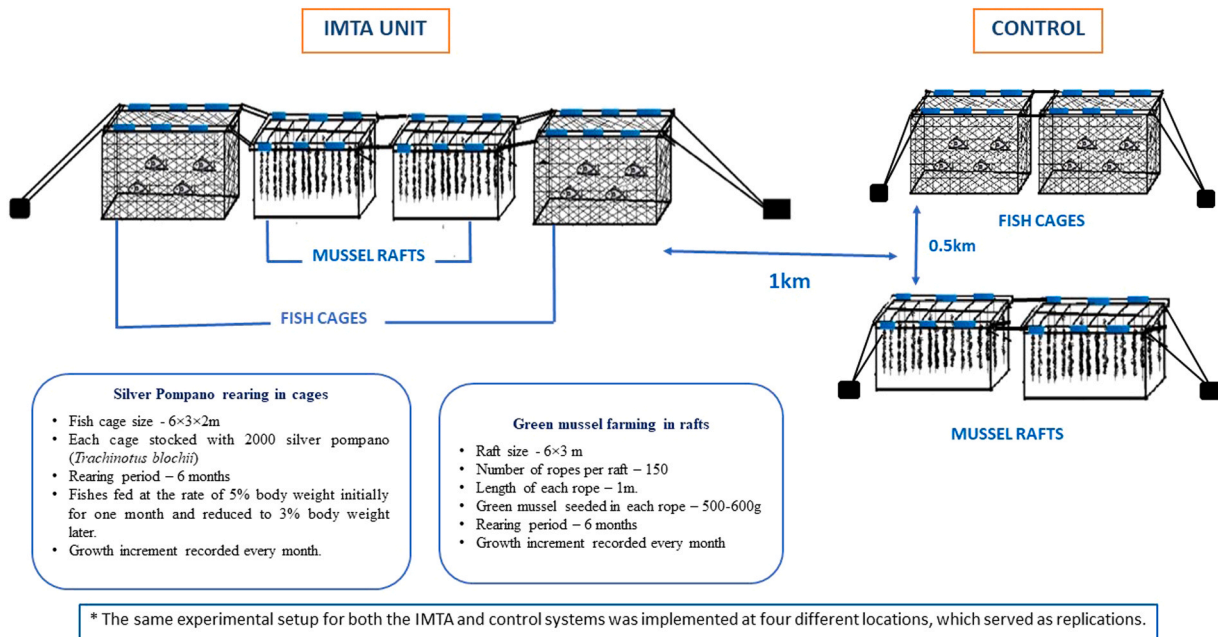 IMTA UNIT
CONTROL
FISH CAGES
0.5km
MUSSEL RAFTS
1km
FISH CAGES
MUSSEL RAFTS
Silver Pompano rearing in cages
• Fish cage size - 6×3×2m
• Each cage stocked with 2000 silver pompano
(Trachinotus blochii)
• Rearing period – 6 months
• Fishes fed at the rate of 5% body weight initially
for one month and reduced to 3% body weight
later.
• Growth increment recorded every month.
Green mussel farming in rafts
• Raft size - 6×3 m
• Number of ropes per raft – 150
• Length of each rope – 1m.
• Green mussel seeded in each rope – 500-600g
• Rearing period – 6 months
• Growth increment recorded every month
* The same experimental setup for both the IMTA and control systems was implemented at four different locations, which served as replications.